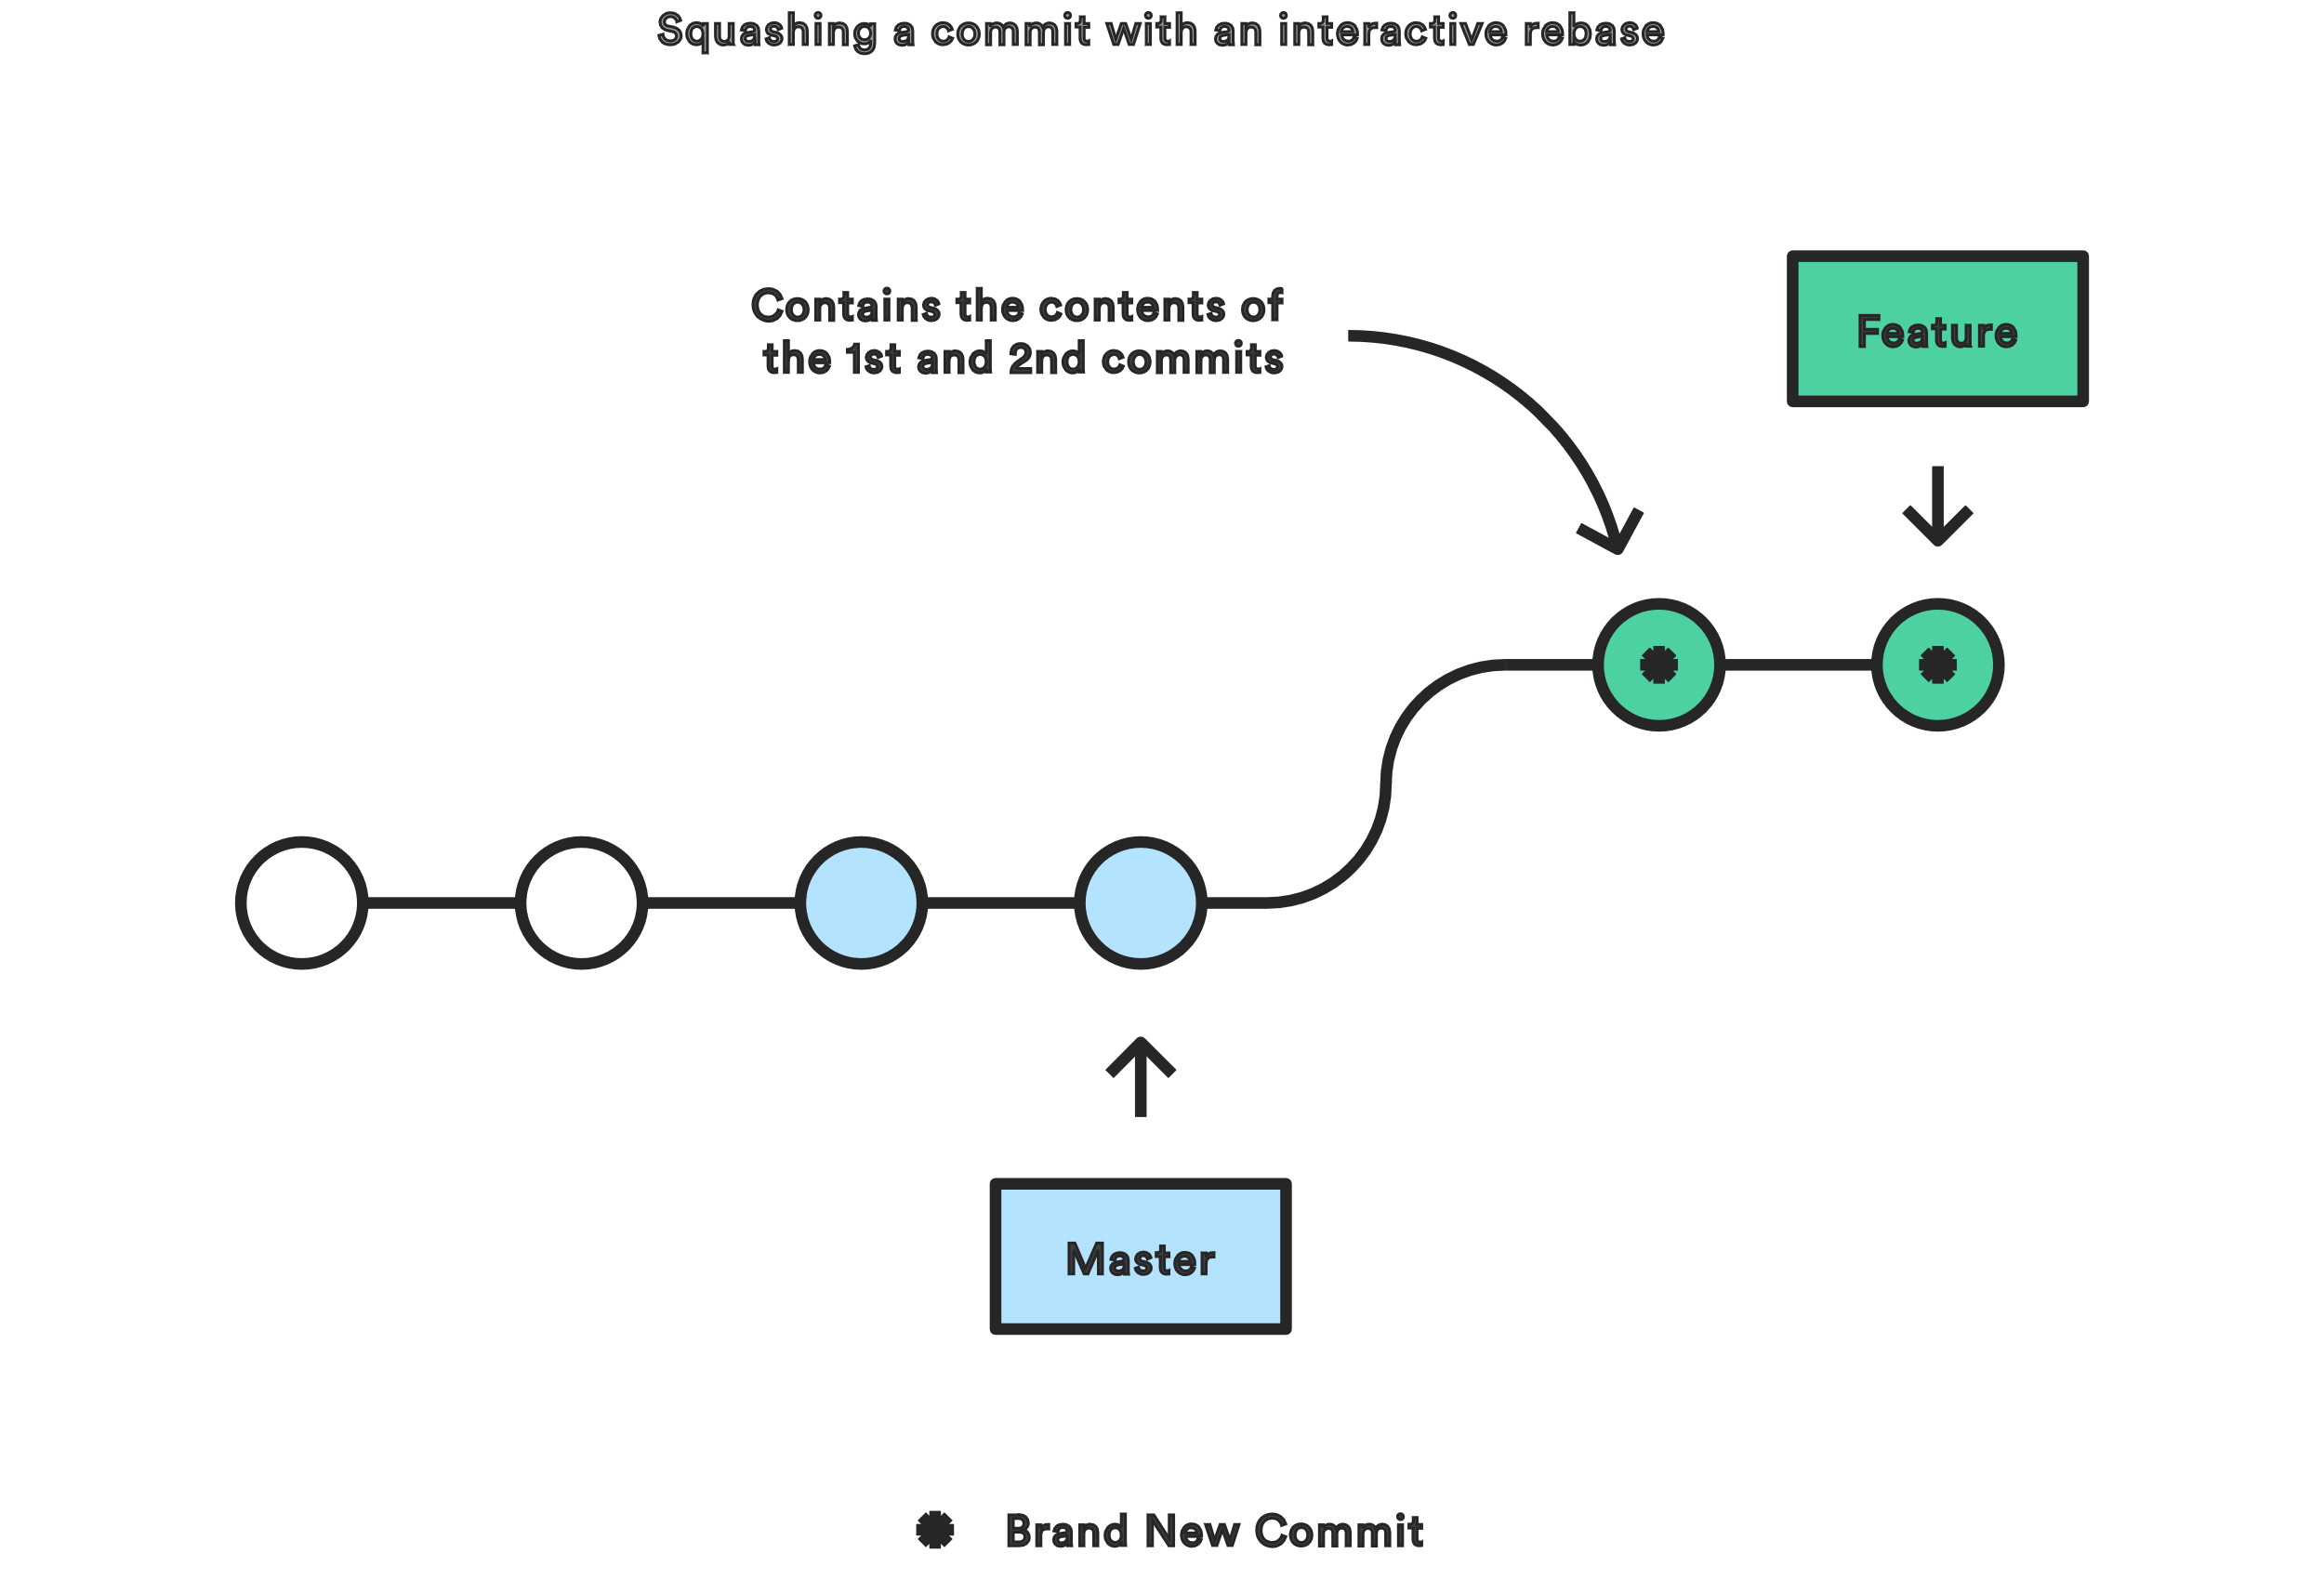 Squashing a commit with an interactive rebase
Contains the contents of
the 1st and 2nd commits
Feature
Master
Brand New Commit